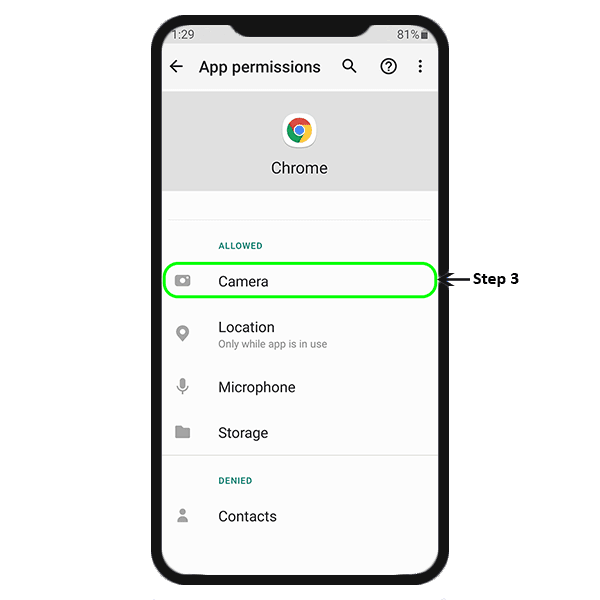 1:29 81%
App permissions
Chrome
ALLOWED
Camera
Step 3
Location
Only while app is in use
Microphone
Storage
DENIED
Contacts